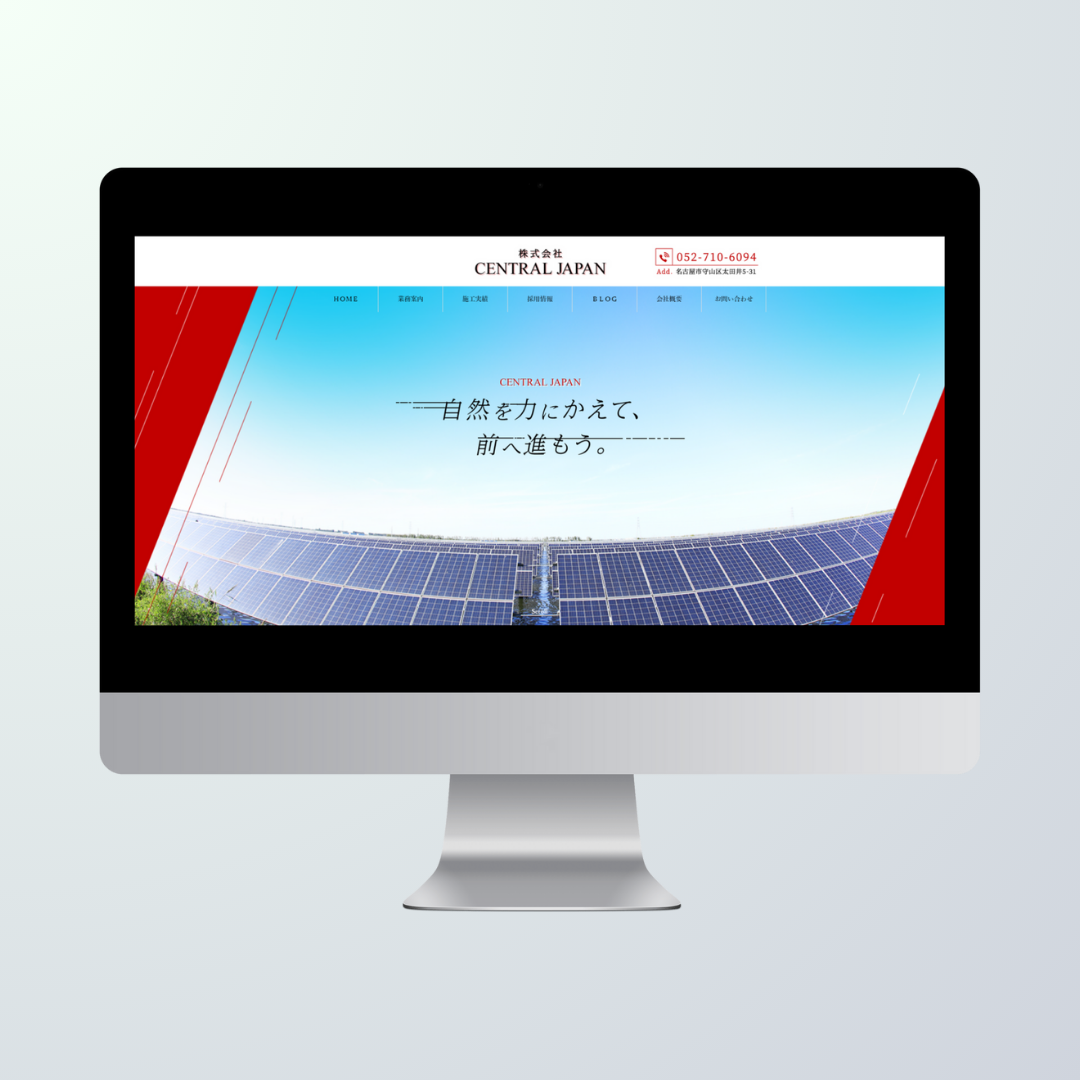 株式会社
CENTRAL JAPAN
052-710-6094
Add. 名古屋市守山区太田井5-31
HOME 業務案内 施工実績 採用情報 BLOG 会社概要 お問い合わせ
CENTRAL JAPAN
自然を力にかえて、
前へ進もう。